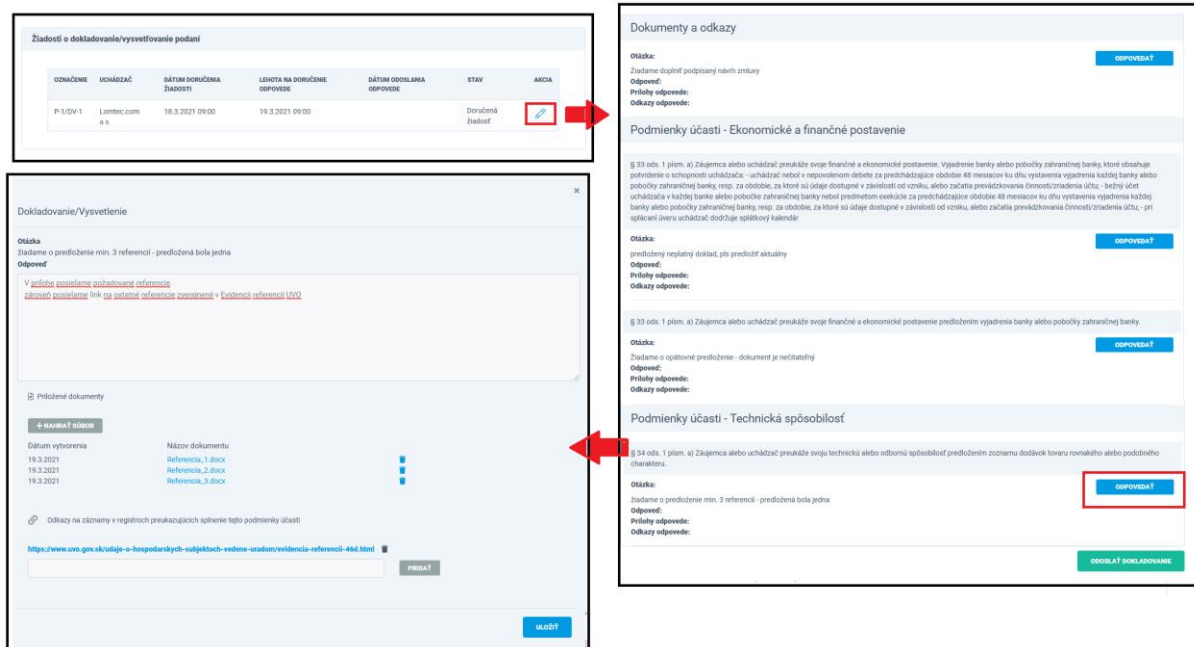 Žiadosti o dokladovanie/vysvetľovanie podaní
OZNAČENIE UCHÁDZAČ DÁTUM DORUČENIA ŽIADOSTI LEHOTA NA DORUČENIE ODPOVEDE DÁTUM ODOSLANIA ODPOVEDE STAV AKCIA
P-1/DV-1 Lomtec.com a.s. 18.3.2021 09:00 19.3.2021 09:00 Doručená žiadosť
Dokumenty a odkazy
Otázka:
ODPOVEDAŤ
Žiadame doplniť podpísaný návrh zmluvy
Odpoveď:
Prílohy odpovede:
Odkazy odpovede:
Podmienky účasti - Ekonomické a finančné postavenie
§ 33 ods. 1 písm. a) Záujemca alebo uchádzač preukáže svoje finančné a ekonomické postavenie. Vyjadrenie banky alebo pobočky zahraničnej banky, ktoré obsahuje
potvrdenie o schopnosti uchádzača: - uchádzač nebol v nepovolenom debete za predchádzajúce obdobie 48 mesiacov ku dňu vystavenia vyjadrenia každej banky alebo
pobočky zahraničnej banky, resp. za obdobie, za ktoré sú údaje dostupné v závislosti od vzniku, alebo začatia prevádzkovania činnosti/zriadenia účtu; - bežný účet
uchádzača v každej banke alebo pobočke zahraničnej banky nebol predmetom exekúcie za predchádzajúce obdobie 48 mesiacov ku dňu vystavenia vyjadrenia každej
banky alebo pobočky zahraničnej banky, resp. za obdobie, za ktoré sú údaje dostupné v závislosti od vzniku, alebo začatia prevádzkovania činnosti/zriadenia účtu; - pri
splácaní úveru uchádzač dodržuje splátkový kalendár
Otázka:
ODPOVEDAŤ
predložený neplatný doklad, pls predložiť aktuálny
Odpoveď:
Prílohy odpovede:
Odkazy odpovede:
§ 33 ods. 1 písm. a) Záujemca alebo uchádzač preukáže svoje finančné a ekonomické postavenie predložením vyjadrenia banky alebo pobočky zahraničnej banky.
Otázka:
ODPOVEDAŤ
Žiadame o opätovné predloženie - dokument je nečitateľný
Odpoveď:
Prílohy odpovede:
Odkazy odpovede:
Podmienky účasti - Technická spôsobilosť
§ 34 ods. 1 písm. a) Záujemca alebo uchádzač preukáže svoju technickú alebo odbornú spôsobilosť predložením zoznamu dodávok tovaru rovnakého alebo podobného
charakteru.
Otázka:
ODPOVEDAŤ
žiadame o predloženie min. 3 referencií - predložená bola jedna
Odpoveď:
Prílohy odpovede:
Odkazy odpovede:
ODOSLAŤ DOKLADOVANIE
×
Dokladovanie/Vysvetlenie
Otázka
žiadame o predloženie min. 3 referencií - predložená bola jedna
Odpoveď
V prílohe posielame požadované referencie.
zároveň posielame link na ostatné referencie zverejnené v Evidencii referencií UVO
Priložené dokumenty
+ NAHRAŤ SÚBOR
Dátum vytvorenia Názov dokumentu
19.3.2021 Referencia_1.docx
19.3.2021 Referencia_2.docx
19.3.2021 Referencia_3.docx
Odkazy na záznamy v registroch preukazujúcich splnenie tejto podmienky účasti
https://www.uvo.gov.sk/udaje-o-hospodarskych-subjektoch-vedene-uradom/evidencia-referencii-46d.html
PRIDAŤ
ULOŽIŤ